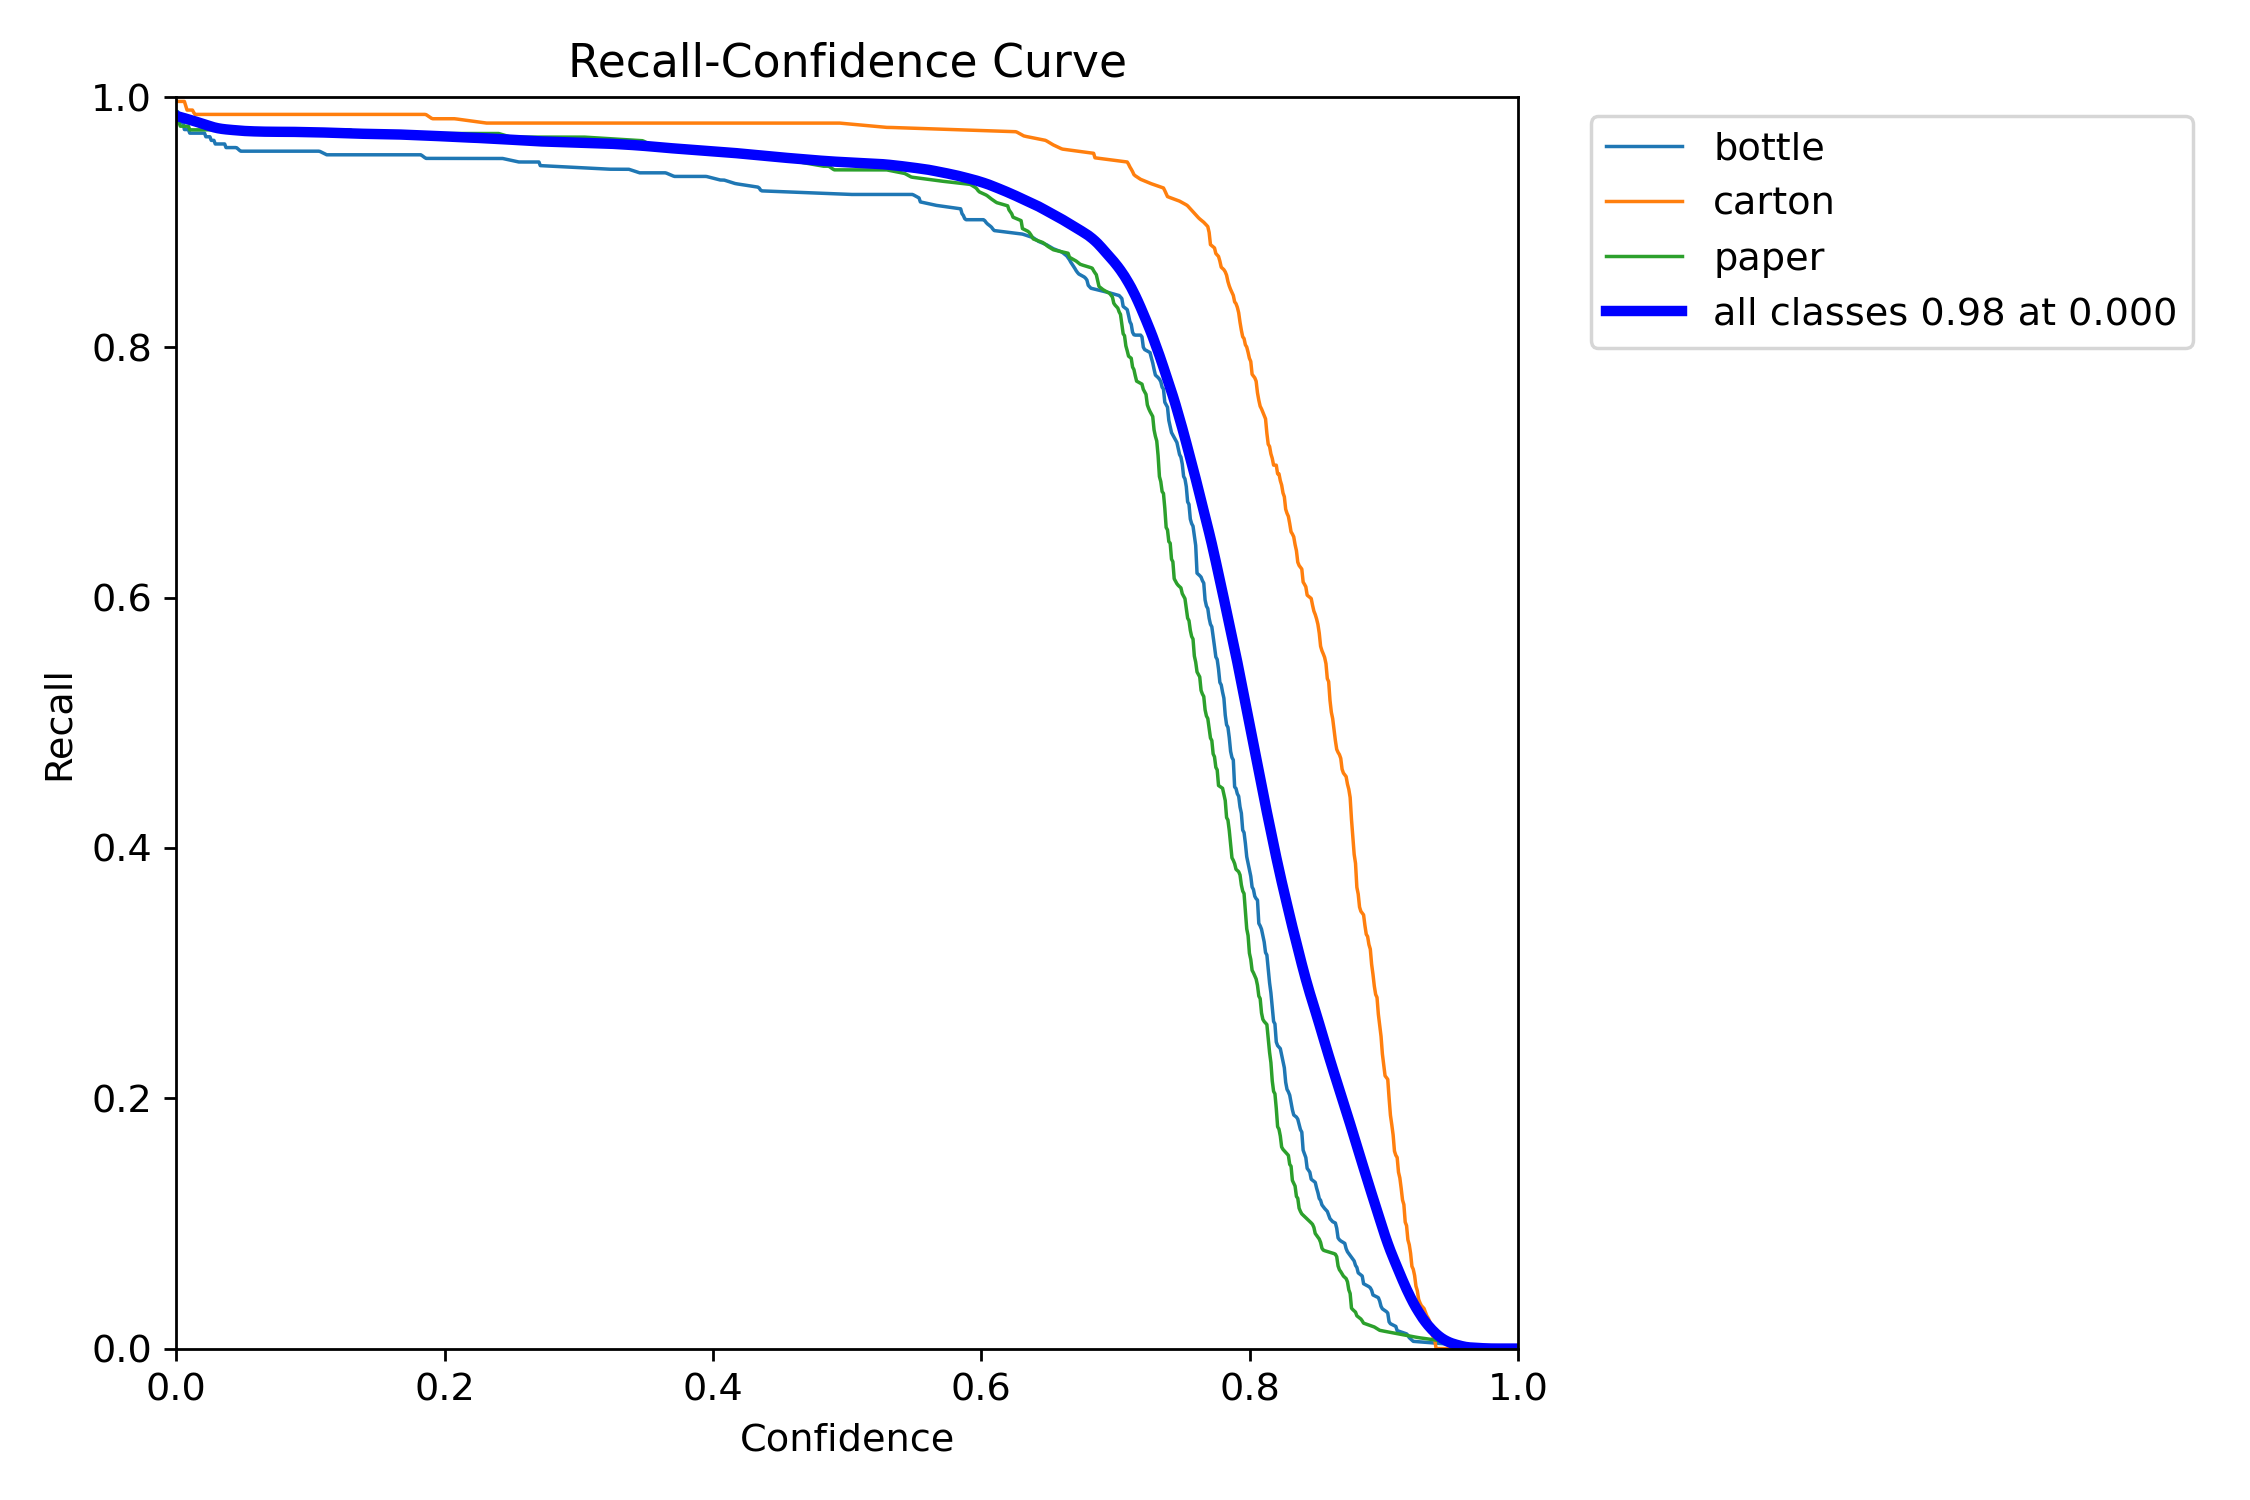 Recall-Confidence Curve
1.0
0.8
0.6
0.4
0.2
0.0
Recall
0.0 0.2 0.4 0.6 0.8 1.0
Confidence
bottle
carton
paper
all classes 0.98 at 0.000